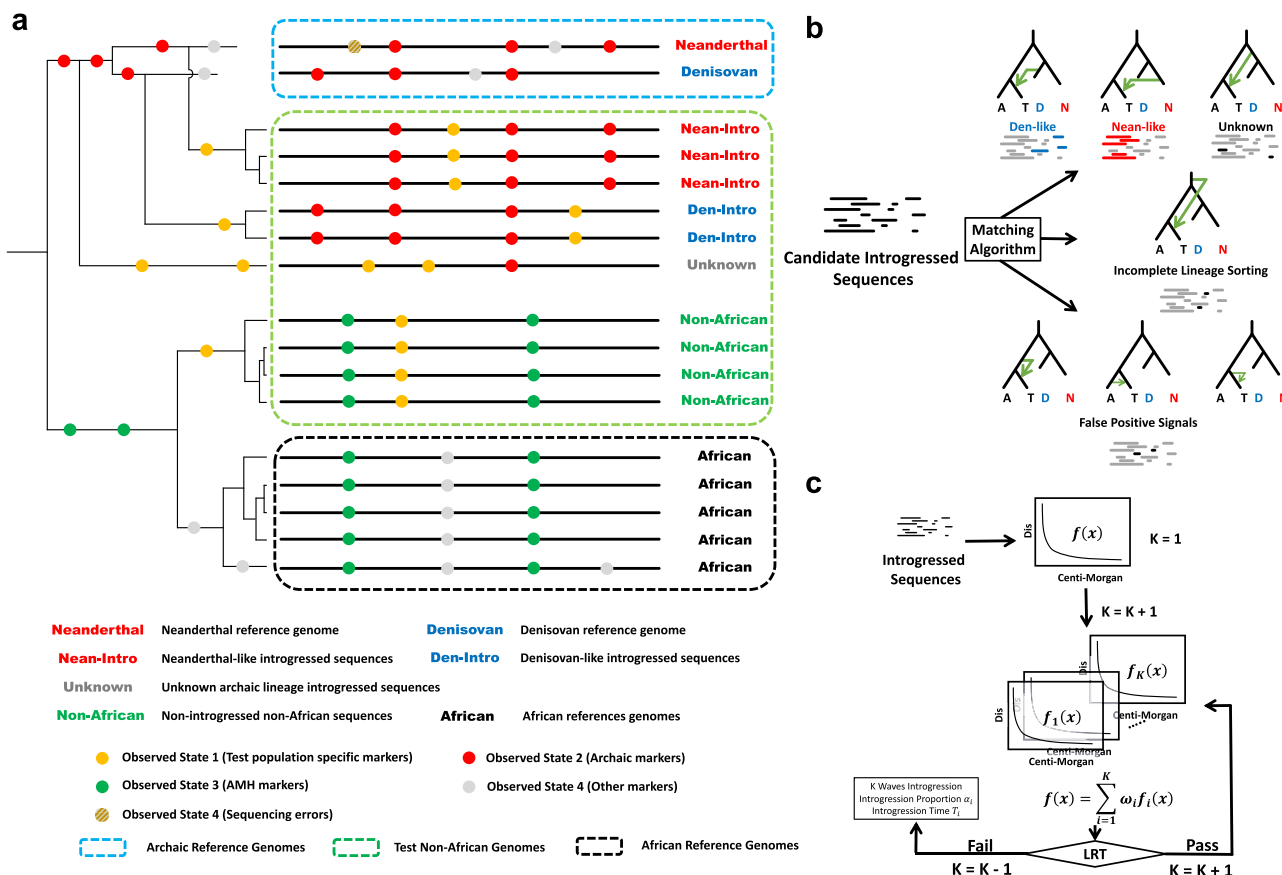 a
Neanderthal
Denisovan
Nean-Intro
Nean-Intro
Nean-Intro
Den-Intro
Den-Intro
Unknown
Non-African
Non-African
Non-African
Non-African
African
African
African
African
African
Neanderthal Neanderthal reference genome
Denisovan Denisovan reference genome
Nean-Intro Neanderthal-like introgressed sequences
Den-Intro Denisovan-like introgressed sequences
Unknown Unknown archaic lineage introgressed sequences
Non-African Non-introgressed non-African sequences
African African references genomes
Observed State 1 (Test population specific markers)
Observed State 2 (Archaic markers)
Observed State 3 (AMH markers)
Observed State 4 (Other markers)
Observed State 4 (Sequencing errors)
Archaic Reference Genomes
Test Non-African Genomes
African Reference Genomes
b
A T D N
A T D N
A T D N
Den-like
Nean-like
Unknown
Candidate Introgressed
Sequences
Matching
Algorithm
A T D N
Incomplete Lineage Sorting
A T D N
A T D N
A T D N
False Positive Signals
c
Introgressed
Sequences
Dis
f(x)
Centi-Morgan
K = 1
K = K + 1
Dis
f_K(x)
Centi-Morgan
Dis
Centi-Morgan
Dis
f_1(x)
Centi-Morgan
f(x) = \sum_{i=1}^{K} ω_i f_i(x)
K Waves Introgression
Introgression Proportion α_i
Introgression Time T_i
Fail
K = K - 1
LRT
Pass
K = K + 1